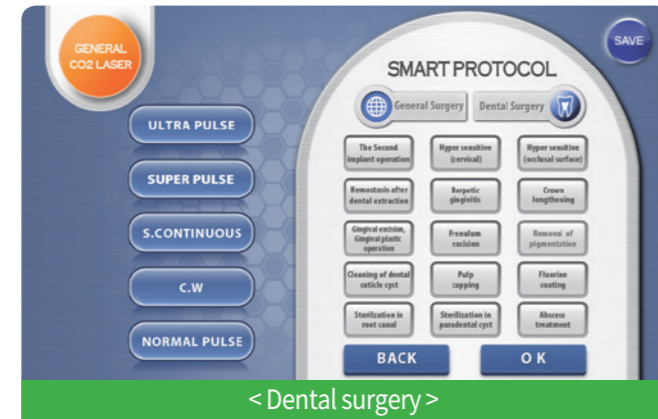 GENERAL
CO2 LASER
SAVE
SMART PROTOCOL
General Surgery
Dental Surgery
ULTRA PULSE
SUPER PULSE
S.CONTINUOUS
C.W
NORMAL PULSE
The Second
implant operation
Hyper sensitive
(cervical)
Hyper sensitive
(occlusal surface)
Hemostasis after
dental extraction
Herpetic
gingivitis
Crown
lengthening
Gingival excision,
Gingival plastic
operation
Frenulum
excision
Removal of
pigmentation
Cleaning of dental
cuticle cyst
Pulp
capping
Fluorine
coating
Sterilzation in
root canal
Sterilization in
paradental cyst
Abscess
treatment
BACK
OK
< Dental surgery >